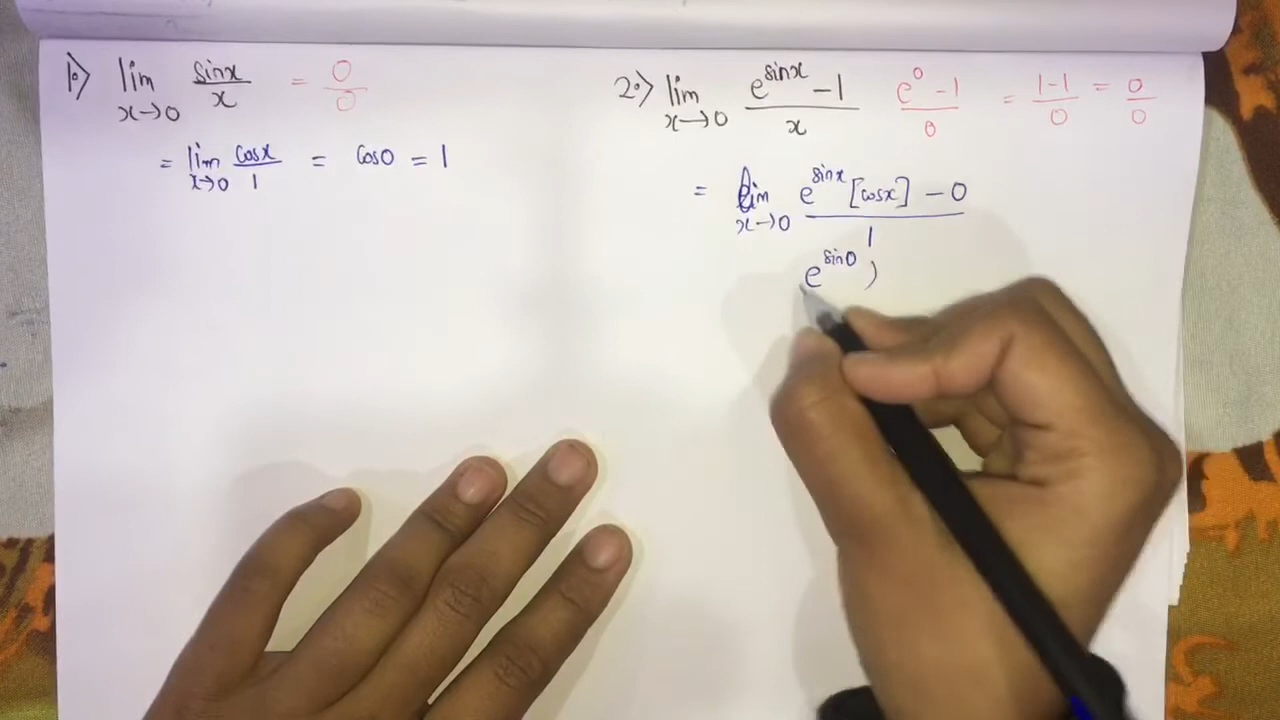 1.> lim x→0 sinx/x = 0/0
= lim x→0 cosx/1 = cos0 = 1
2.> lim x→0 (e^sinx −1)/x (e^0 −1)/0 = (1−1)/0 = 0/0
= lim x→0 (e^sinx [cosx] − 0)/1
e^sin0 )